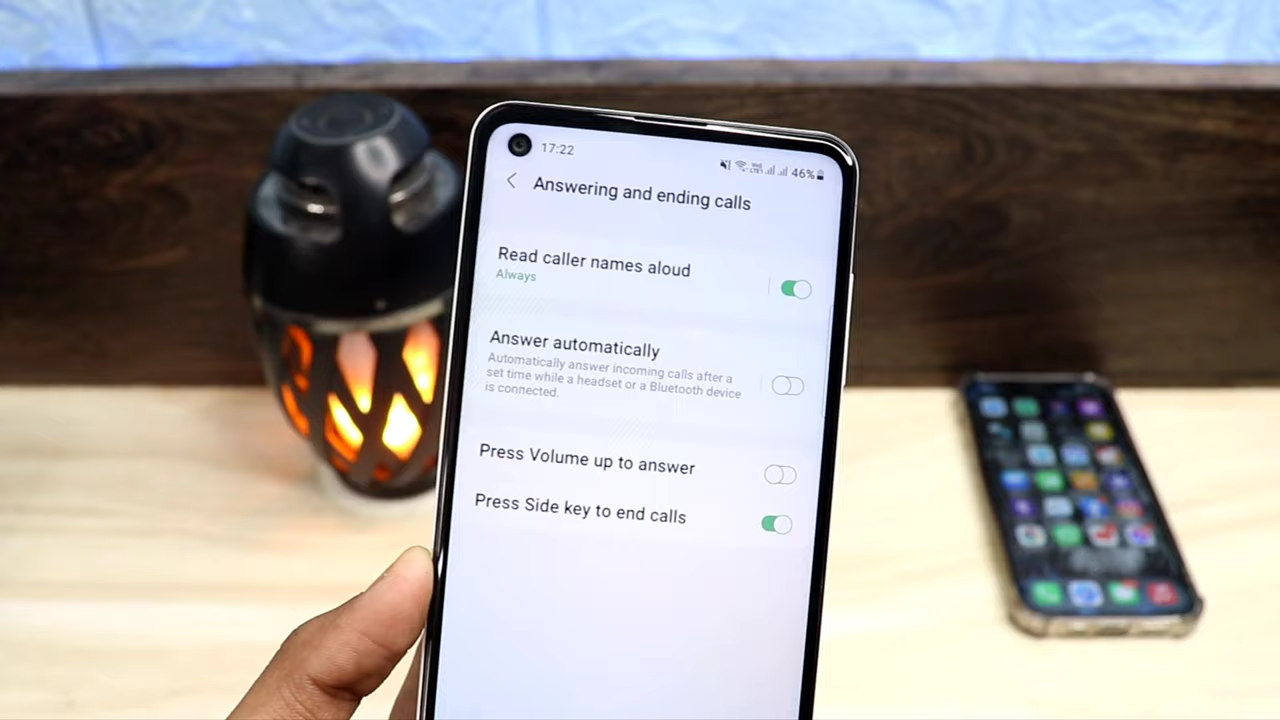 17:22
46%
Answering and ending calls
Read caller names aloud
Always
Answer automatically
Automatically answer incoming calls after a
set time while a headset or a Bluetooth device
is connected.
Press Volume up to answer
Press Side key to end calls